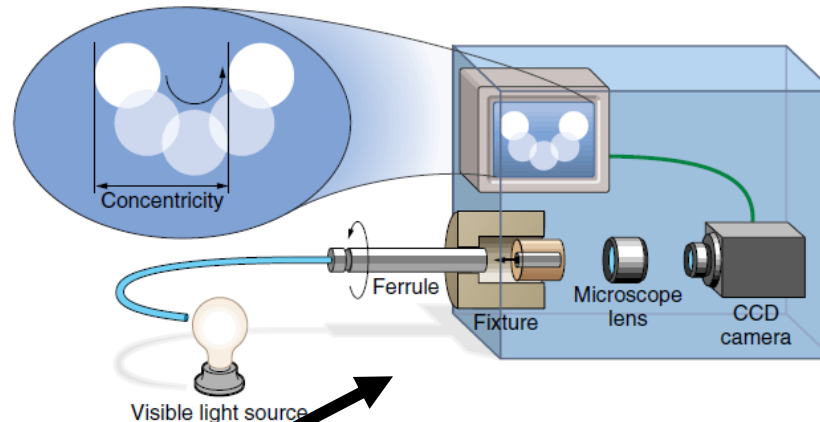 Concentricity
Ferrule
Fixture
Microscope
lens
CCD
camera
Visible light source